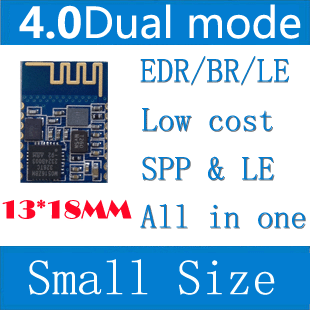 4.0Dual mode
EDR/BR/LE
Low cost
SPP & LE
13*18MM
All in one
Small Size